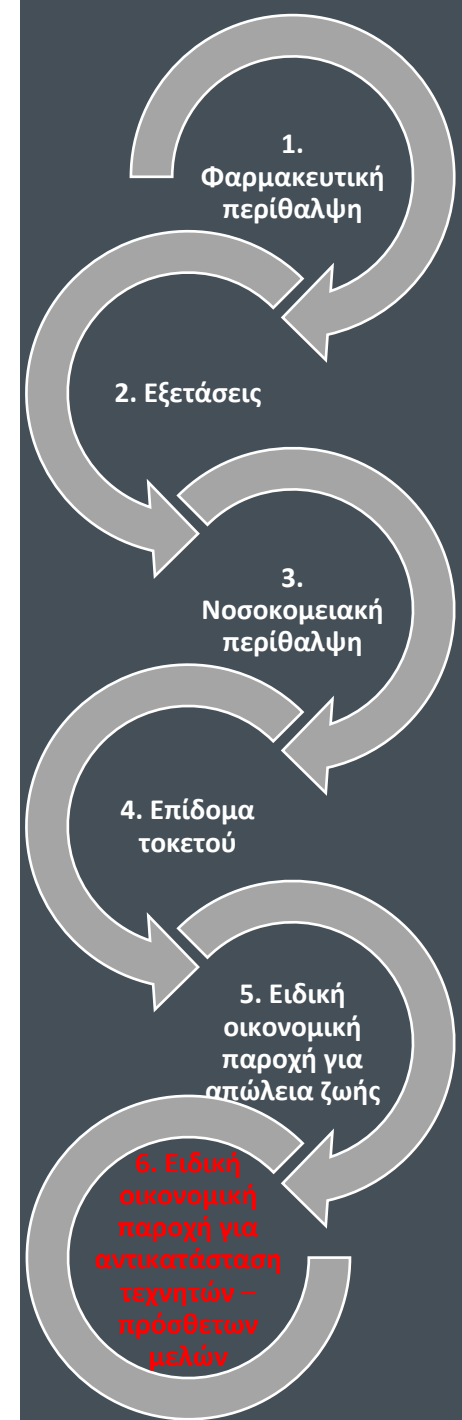 1.
Φαρμακευτική
περίθαλψη
2. Εξετάσεις
3.
Νοσοκομειακή
περίθαλψη
4. Επίδομα
τοκετού
5. Ειδική
οικονομική
παροχή για
απώλεια ζωής
6. Ειδική
οικονομική
παροχή για
αντικατάσταση
τεχνητών –
πρόσθετων
μελών